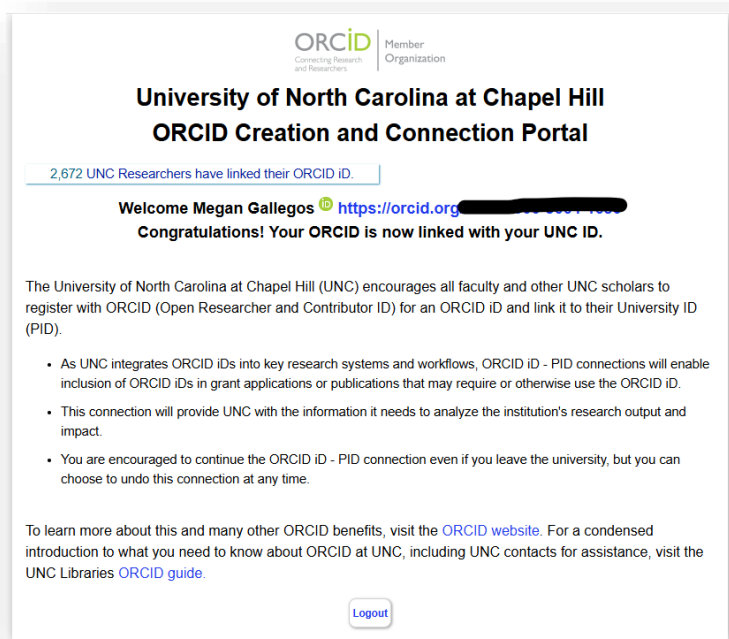 ORCID
Connecting Research
and Researchers
Member
Organization
University of North Carolina at Chapel Hill
ORCID Creation and Connection Portal
2,672 UNC Researchers have linked their ORCID iD.
Welcome Megan Gallegos iD https://orcid.org
Congratulations! Your ORCID is now linked with your UNC ID.
The University of North Carolina at Chapel Hill (UNC) encourages all faculty and other UNC scholars to
register with ORCID (Open Researcher and Contributor ID) for an ORCID iD and link it to their University ID
(PID).
• As UNC integrates ORCID iDs into key research systems and workflows, ORCID iD - PID connections will enable
inclusion of ORCID iDs in grant applications or publications that may require or otherwise use the ORCID iD.
• This connection will provide UNC with the information it needs to analyze the institution's research output and
impact.
• You are encouraged to continue the ORCID iD - PID connection even if you leave the university, but you can
choose to undo this connection at any time.
To learn more about this and many other ORCID benefits, visit the ORCID website. For a condensed
introduction to what you need to know about ORCID at UNC, including UNC contacts for assistance, visit the
UNC Libraries ORCID guide.
Logout